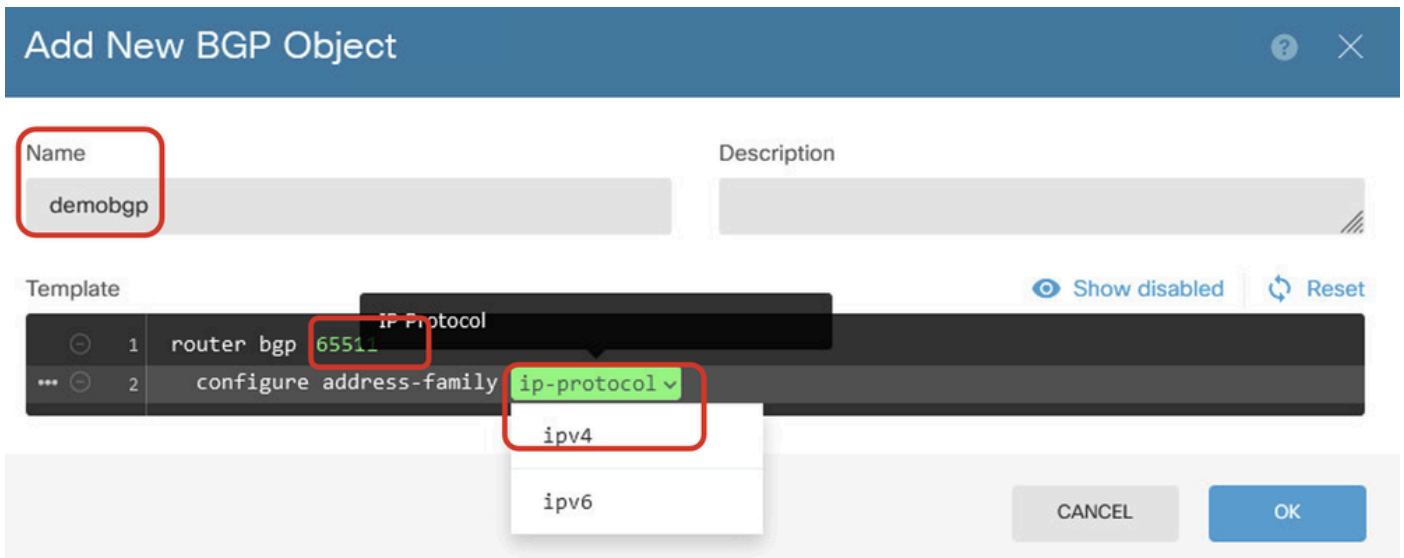 Add New BGP Object
Name
Description
demobgp
Template
Show disabled
Reset
IP Protocol
1 router bgp 65511
2 configure address-family ip-protocol
ipv4
ipv6
CANCEL
OK